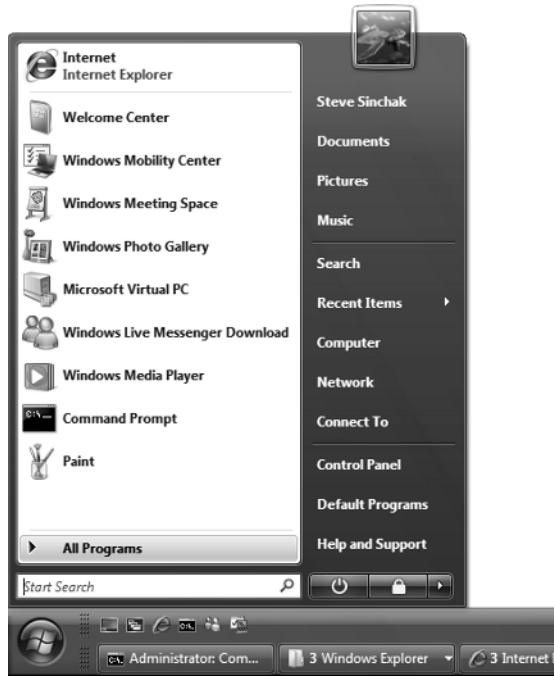 Internet
Internet Explorer
Welcome Center
Windows Mobility Center
Windows Meeting Space
Windows Photo Gallery
Microsoft Virtual PC
Windows Live Messenger Download
Windows Media Player
Command Prompt
Paint
All Programs
Start Search
Steve Sinchak
Documents
Pictures
Music
Search
Recent Items
Computer
Network
Connect To
Control Panel
Default Programs
Help and Support
Administrator: Com...
3 Windows Explorer
3 Internet